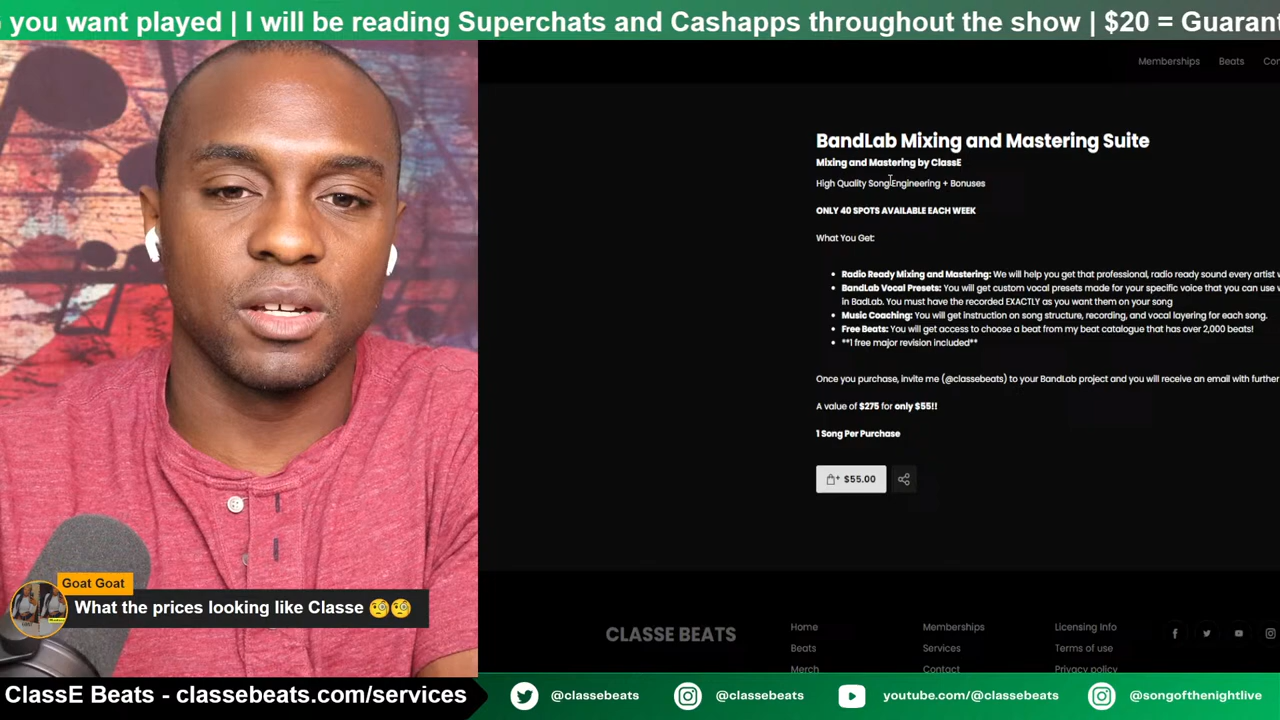 you want played | I will be reading Superchats and Cashapps throughout the show | $20 = Guaran
Memberships Beats
BandLab Mixing and Mastering Suite
Mixing and Mastering by ClassE
High Quality Song Engineering + Bonuses
ONLY 40 SPOTS AVAILABLE EACH WEEK
What You Get:
Radio Ready Mixing and Mastering: We will help you get that professional, radio ready sound every artist
BandLab Vocal Presets: You will get custom vocal presets made for your specific voice that you can use
in BadLab. You must have the recorded EXACTLY as you want them on your song
Music Coaching: You will get instruction on song structure, recording, and vocal layering for each song.
Free Beats: You will get access to choose a beat from my beat catalogue that has over 2,000 beats!
**1 free major revision included**
Once you purchase, invite me (@classebeats) to your BandLab project and you will receive an email with further
A value of $275 for only $55!!
1 Song Per Purchase
$55.00
Goat Goat
What the prices looking like Classe 🧐🧐
CLASSE BEATS
Home Memberships Licensing Info
Beats Services Terms of use
Merch Contact Privacy policy
ClassE Beats - classebeats.com/services
@classebeats @classebeats youtube.com/@classebeats @songofthenightlive